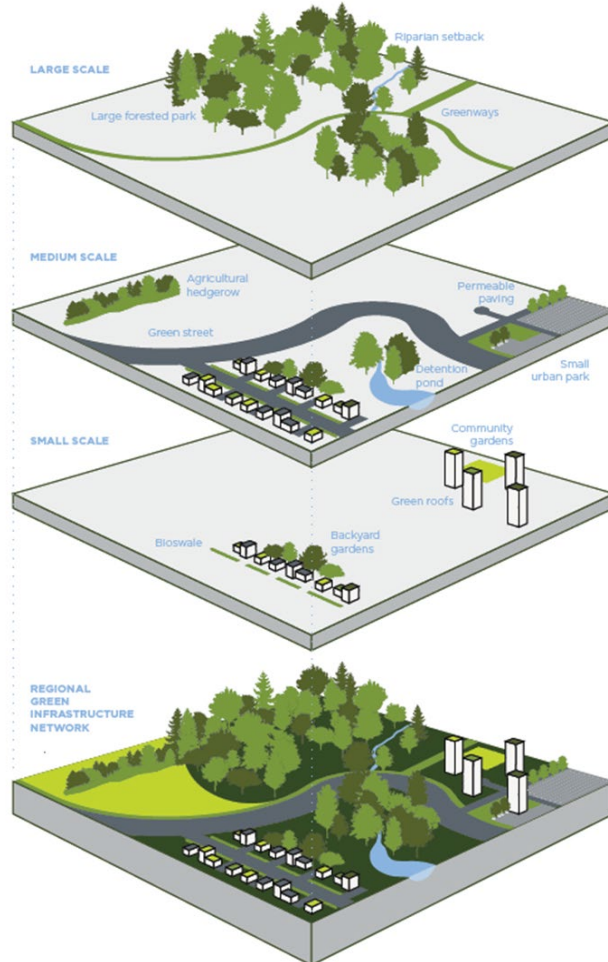 Riparian setback
LARGE SCALE
Large forested park
Greenways
MEDIUM SCALE
Agricultural
hedgerow
Permeable
paving
Green street
Detention
pond
Small
urban park
SMALL SCALE
Community
gardens
Green roofs
Bioswale
Backyard
gardens
REGIONAL
GREEN
INFRASTRUCTURE
NETWORK